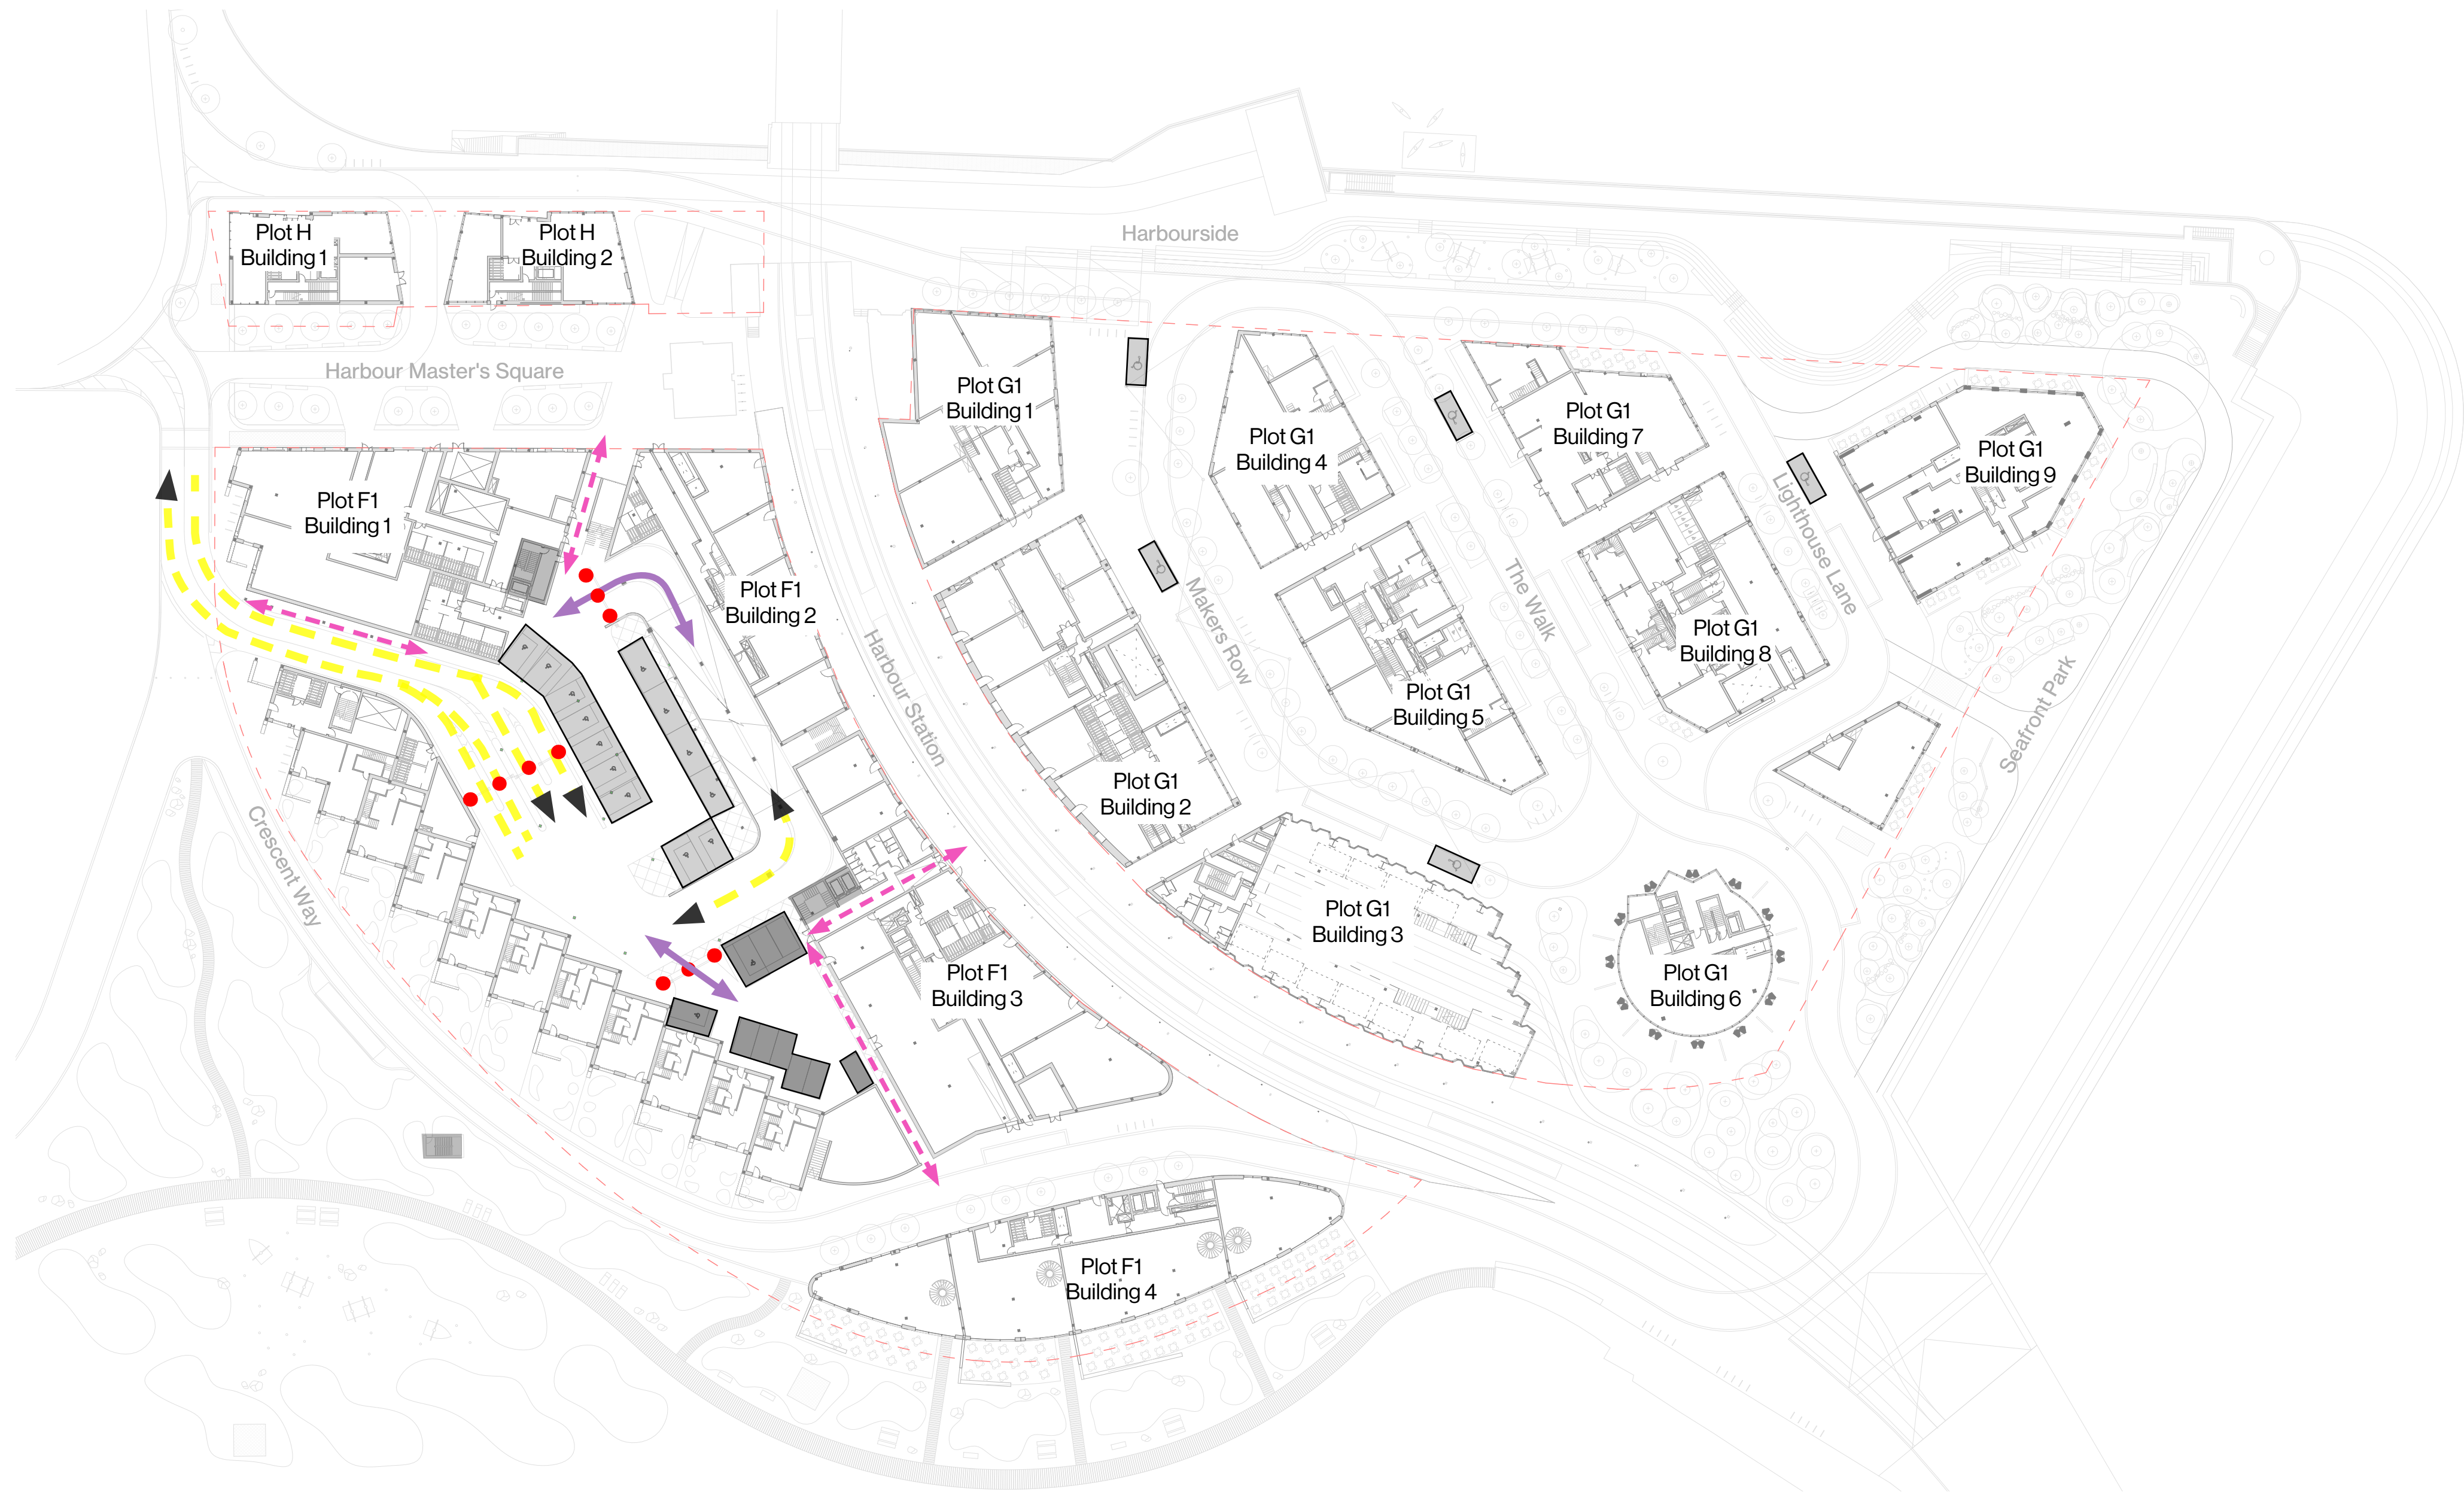 Plot H
Building 1
Plot H
Building 2
Harbourside
Harbour Master's Square
Plot G1
Building 1
Plot G1
Building 4
Plot G1
Building 7
Plot G1
Building 9
Plot F1
Building 1
Lighthouse Lane
The Walk
Makers Row
Plot F1
Building 2
Plot G1
Building 8
Harbour Station
Plot G1
Building 5
Seafront Park
Plot G1
Building 2
Crescent Way
Plot G1
Building 3
Plot F1
Building 3
Plot G1
Building 6
Plot F1
Building 4